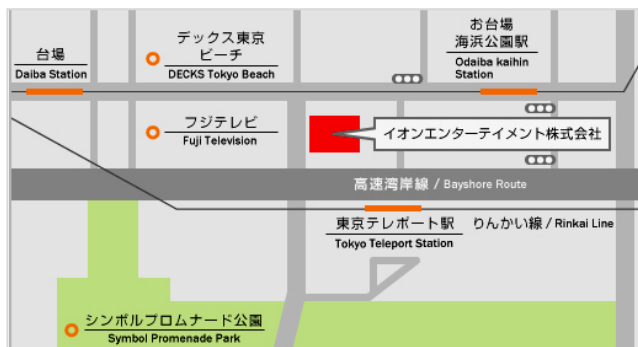 台場
Daiba Station
デックス東京
ビーチ
DECKS Tokyo Beach
お台場
海浜公園駅
Odaiba kaihin
Station
フジテレビ
Fuji Television
イオンエンターテイメント株式会社
高速湾岸線 / Bayshore Route
東京テレポート駅
Tokyo Teleport Station
りんかい線 / Rinkai Line
シンボルプロムナード公園
Symbol Promenade Park